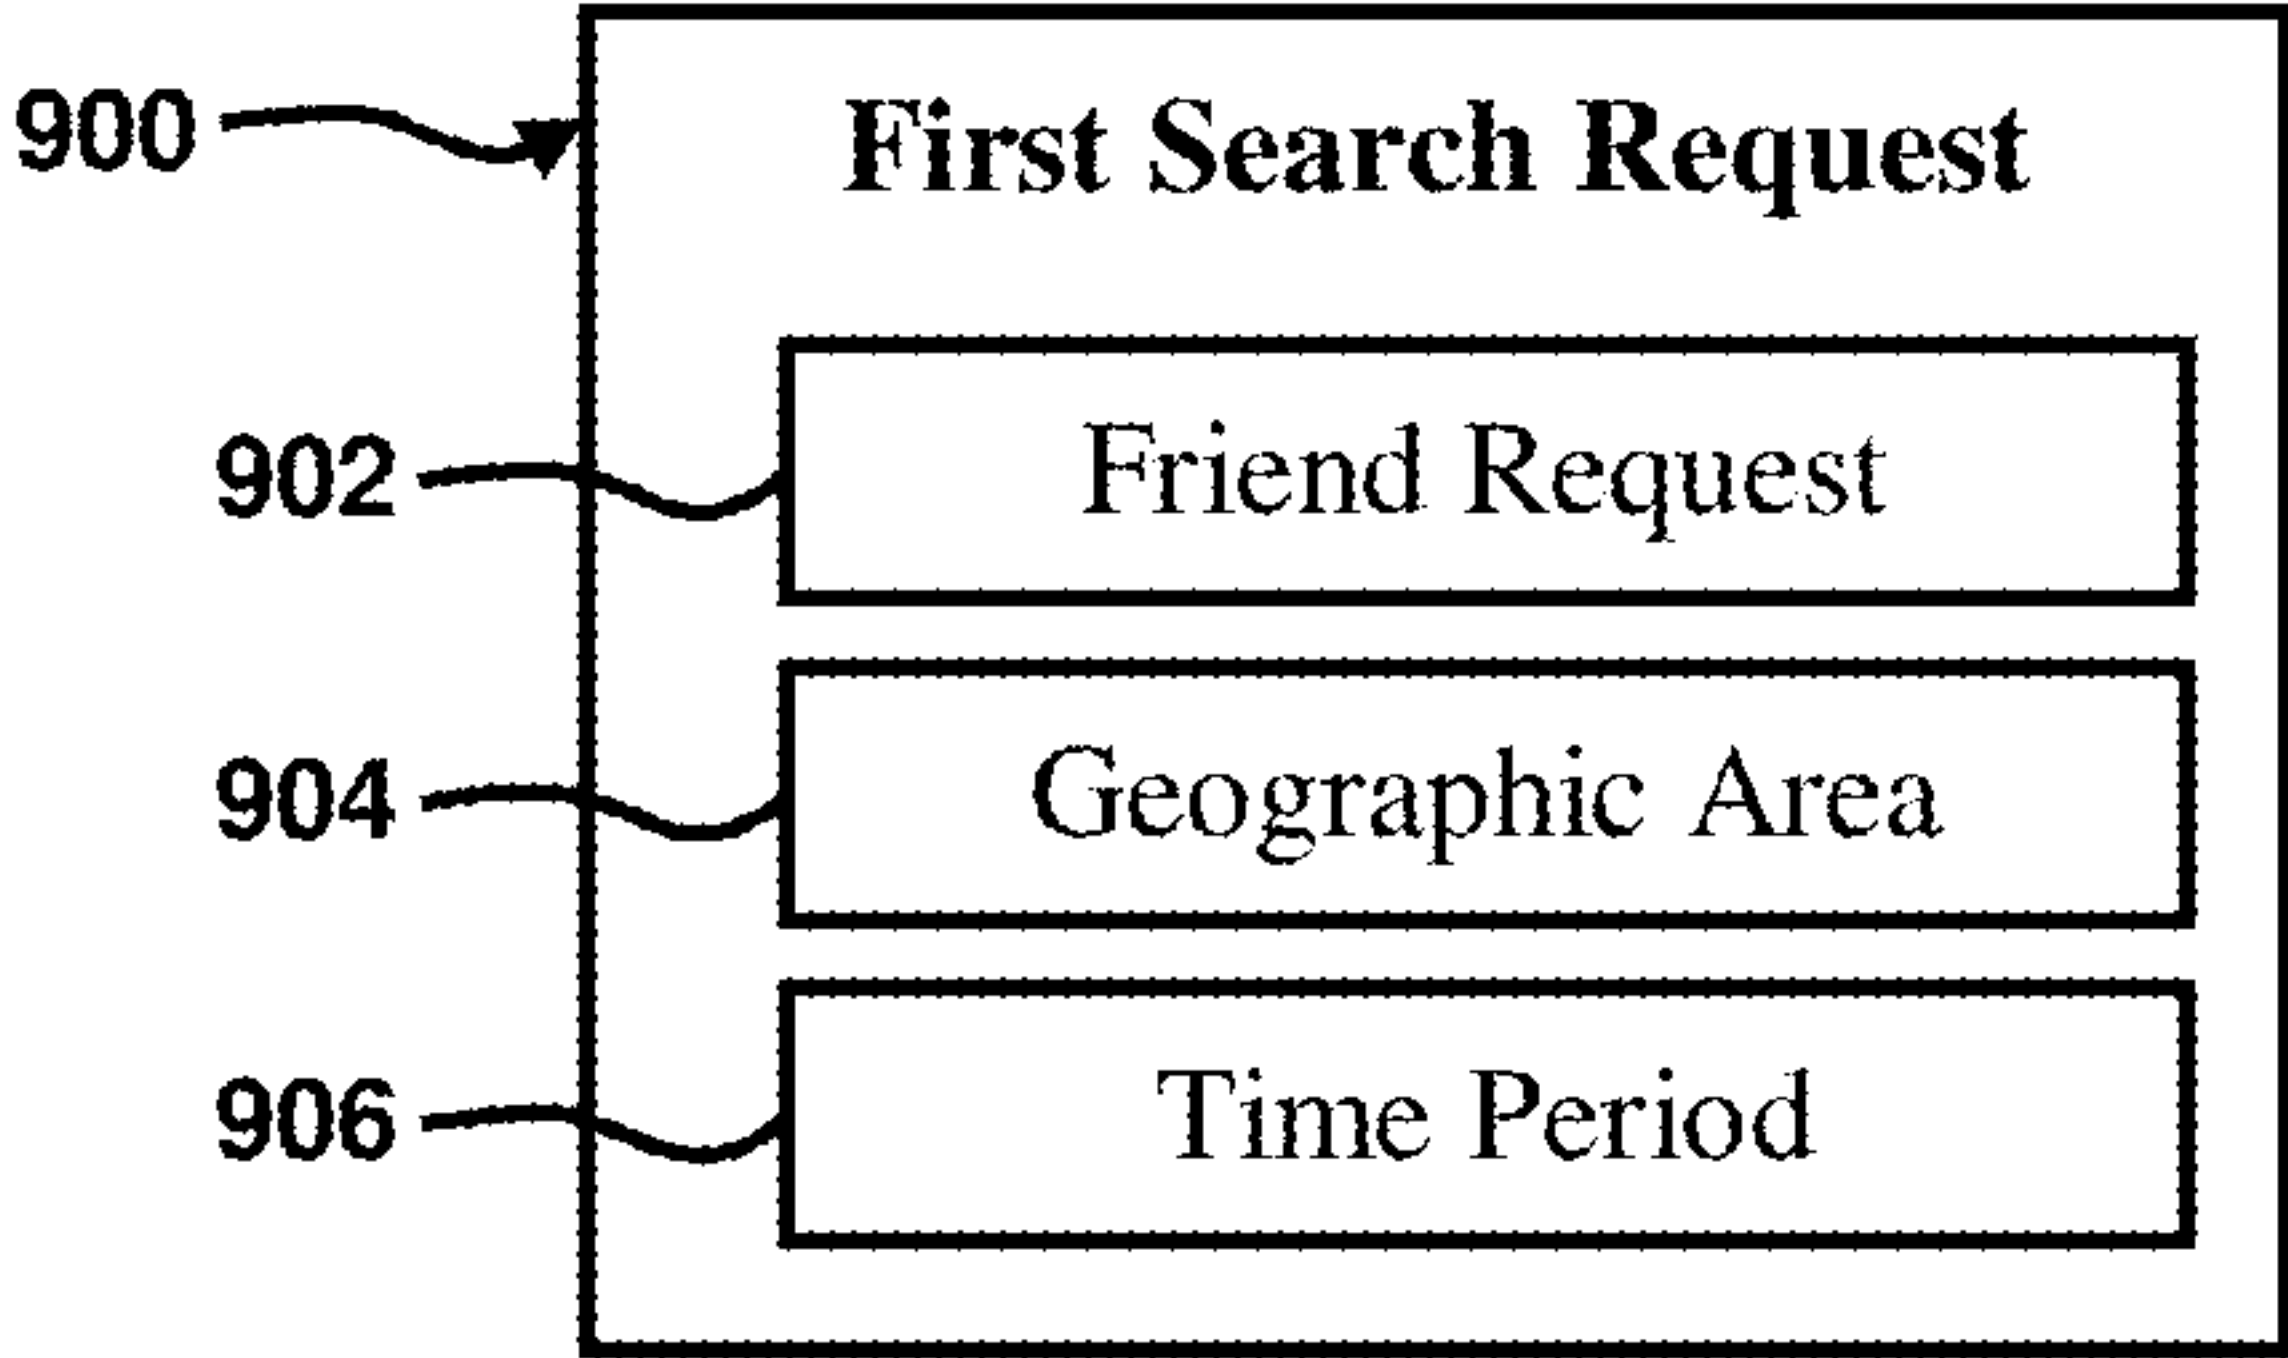 900
First Search Request
902
Friend Request
904
Geographic Area
906
Time Period